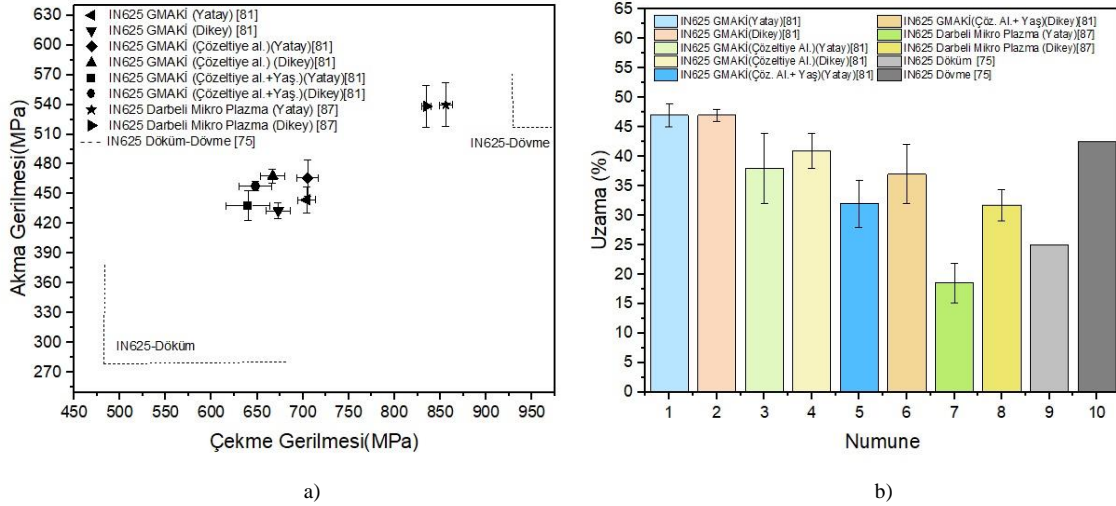 630
600
570
540
510
480
450
420
390
360
330
300
270
Akma Gerilmesi(MPa)
IN625 GMAKİ (Yatay) [81]
IN625 GMAKİ (Dikey) [81]
IN625 GMAKİ (Çözeltiye al.)(Yatay)[81]
IN625 GMAKİ (Çözeltiye al.) (Dikey)[81]
IN625 GMAKİ (Çözeltiye al.+Yaş.)(Yatay)[81]
IN625 GMAKİ (Çözeltiye al.+Yaş.)(Dikey)[81]
IN625 Darbeli Mikro Plazma (Yatay) [87]
IN625 Darbeli Mikro Plazma (Dikey) [87]
IN625 Döküm-Dövme [75]
IN625-Dövme
IN625-Döküm
450 500 550 600 650 700 750 800 850 900 950
Çekme Gerilmesi(MPa)
a)
65
60
55
50
45
40
35
30
25
20
15
10
5
0
Uzama (%)
IN625 GMAKİ(Yatay)[81]
IN625 GMAKİ(Dikey)[81]
IN625 GMAKİ(Çözeltiye Al.)(Yatay)[81]
IN625 GMAKİ(Çözeltiye Al.)(Dikey)[81]
IN625 GMAKİ(Çöz. Al.+ Yaş)(Yatay)[81]
IN625 GMAKİ(Çöz. Al.+ Yaş)(Dikey)[81]
IN625 Darbeli Mikro Plazma (Yatay)[87]
IN625 Darbeli Mikro Plazma (Dikey)[87]
IN625 Döküm [75]
IN625 Dövme [75]
1 2 3 4 5 6 7 8 9 10
Numune
b)